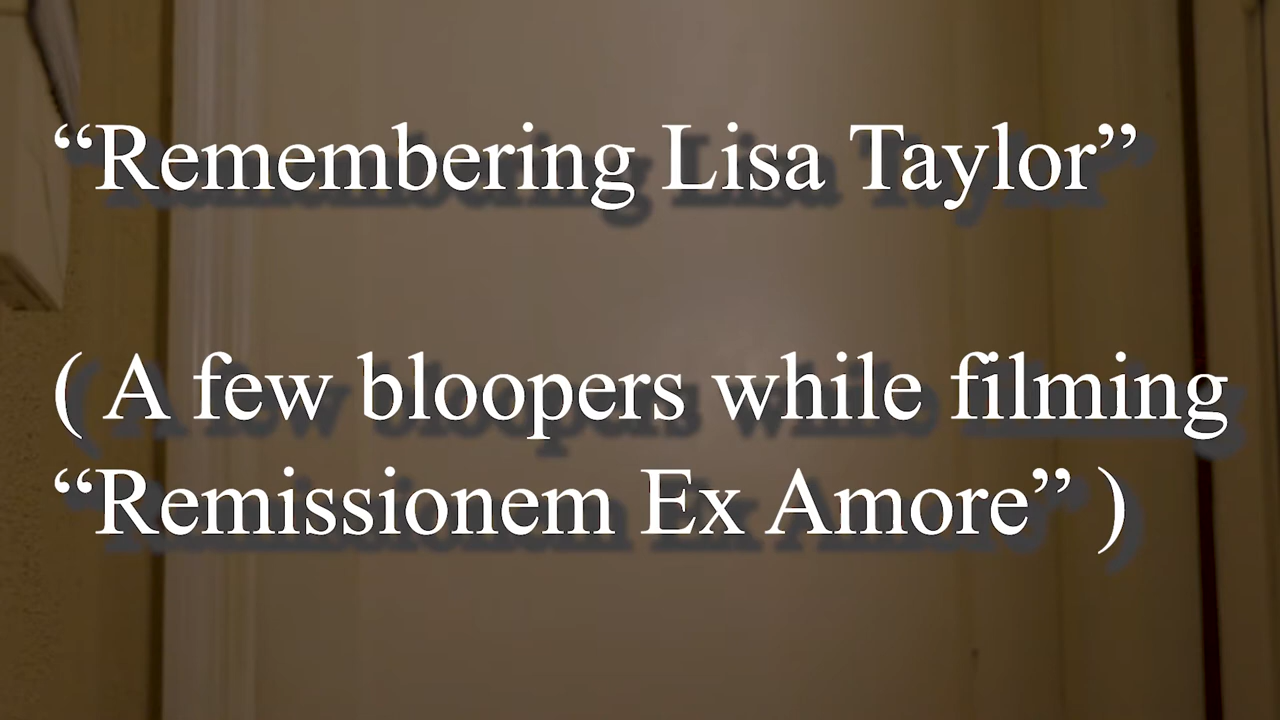 “Remembering Lisa Taylor”
( A few bloopers while filming
“Remissionem Ex Amore” )